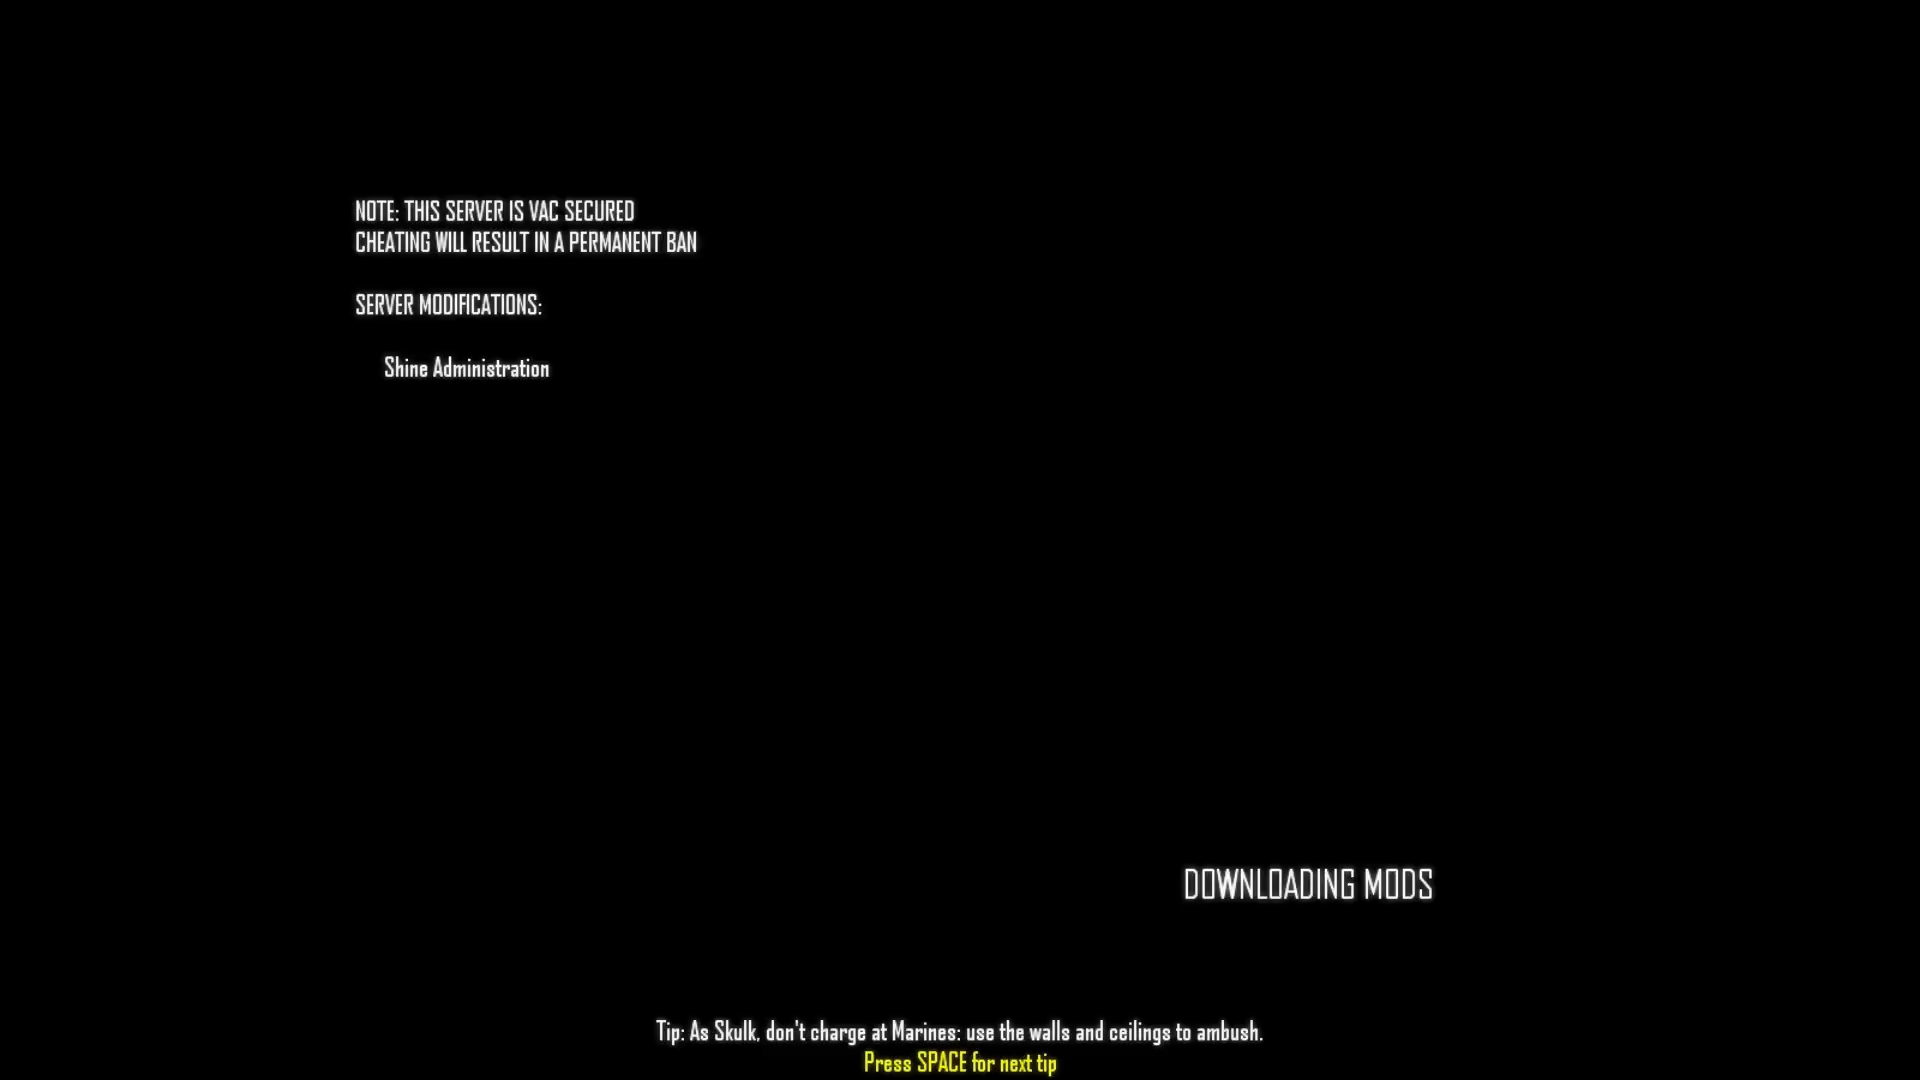 NOTE: THIS SERVER IS VAC SECURED
CHEATING WILL RESULT IN A PERMANENT BAN
SERVER MODIFICATIONS:
Shine Administration
DOWNLOADING MODS
Tip: As Skulk, don't charge at Marines: use the walls and ceilings to ambush.
Press SPACE for next tip